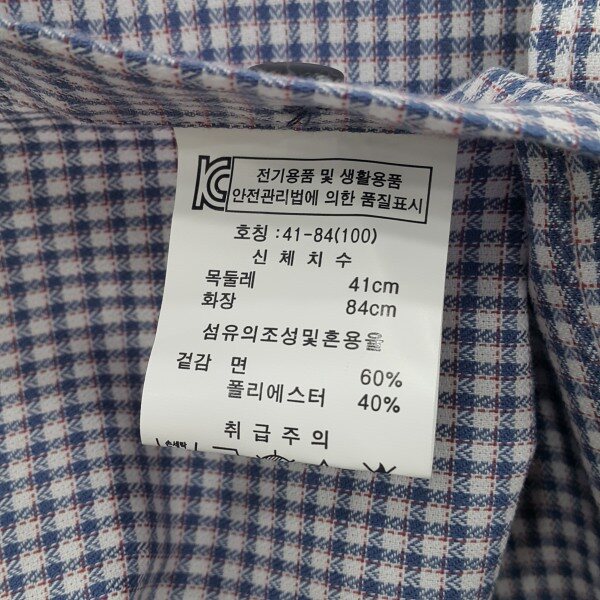 전기용품 및 생활용품
안전관리법에 의한 품질표시
호칭 :41-84(100)
신 체 치 수
목둘레 41cm
화장 84cm
섬유의조성및혼용율
겉감 면 60%
폴리에스터 40%
취 급 주 의
손세탁